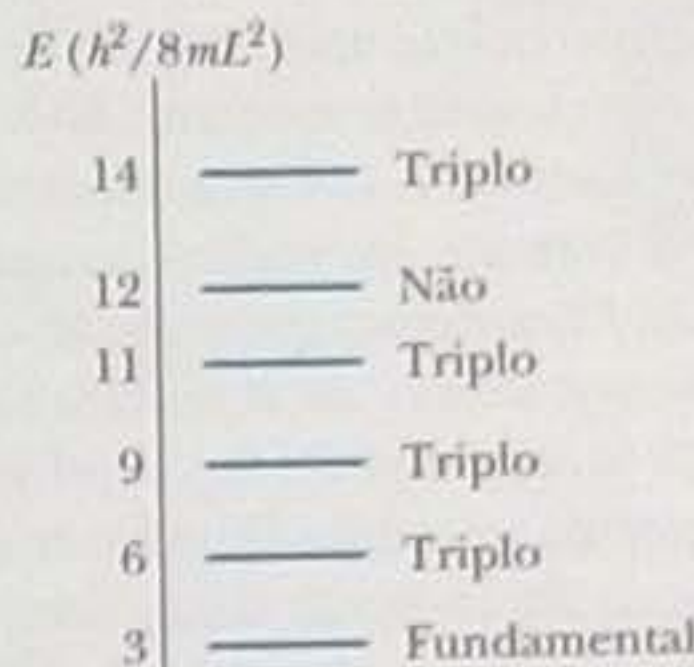 E (h²/8mL²)
14 Triplo
12 Não
11 Triplo
9 Triplo
6 Triplo
3 Fundamental